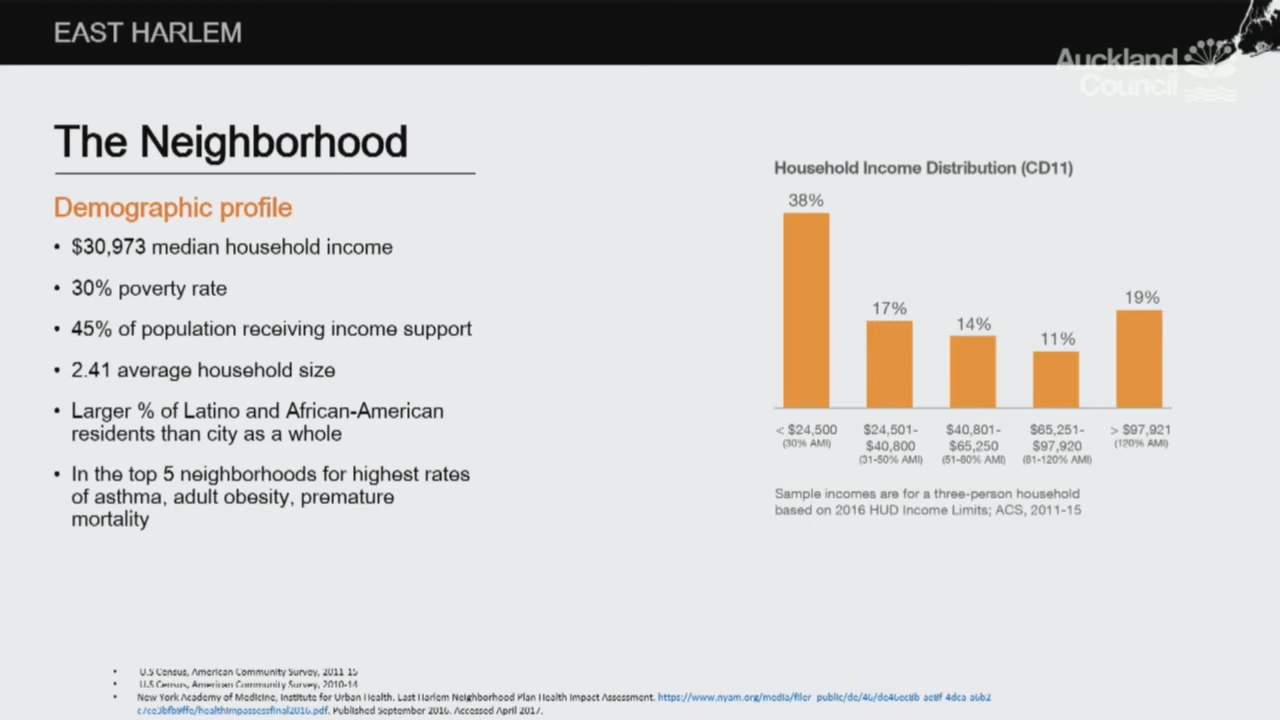 EAST HARLEM
Auckland
Council
The Neighborhood
Demographic profile
• $30,973 median household income
• 30% poverty rate
• 45% of population receiving income support
• 2.41 average household size
• Larger % of Latino and African-American
residents than city as a whole
• In the top 5 neighborhoods for highest rates
of asthma, adult obesity, premature
mortality
Household Income Distribution (CD11)
38%
17%
14%
11%
19%
< $24,500
(30% AMI)
$24,501-
$40,800
(31-50% AMI)
$40,801-
$65,250
(51-80% AMI)
$65,251-
$97,920
(81-120% AMI)
> $97,921
(120% AMI)
Sample incomes are for a three-person household
based on 2016 HUD Income Limits; ACS, 2011-15
• U.S Census, American Community Survey, 2011-15
• U.S Census, American Community Survey, 2010-14
• New York Academy of Medicine, Institute for Urban Health. East Harlem Neighborhood Plan Health Impact Assessment.
Published September 2016. Accessed April 2017.